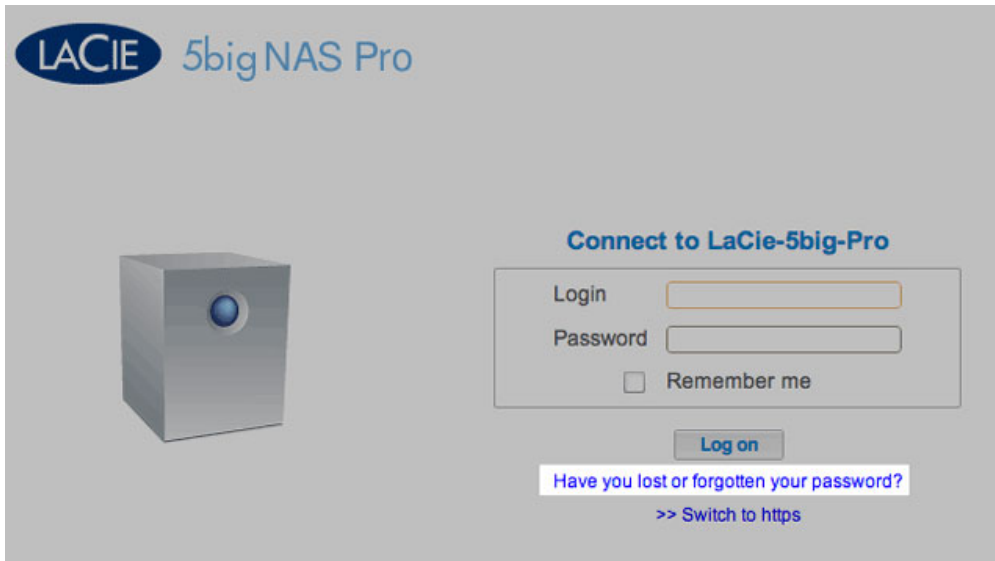 LACIE 5big NAS Pro
Connect to LaCie-5big-Pro
Login
Password
Remember me
Log on
Have you lost or forgotten your password?
>> Switch to https